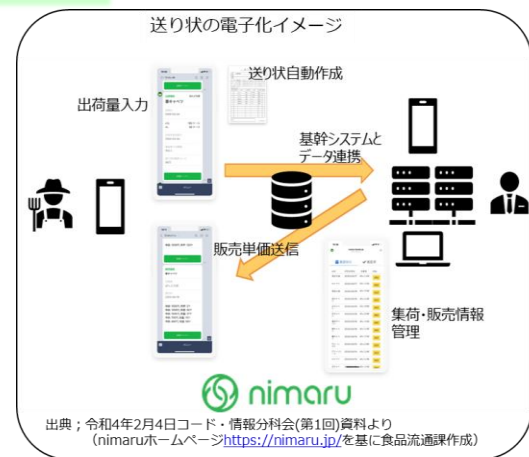 送り状の電子化イメージ
送り状自動作成
出荷量入力
基幹システムと
データ連携
販売単価送信
集荷・販売情報
管理
nimaru
出典；令和4年2月4日コード・情報分科会(第1回)資料より
（nimaruホームページhttps://nimaru.jp/を基に食品流通課作成）